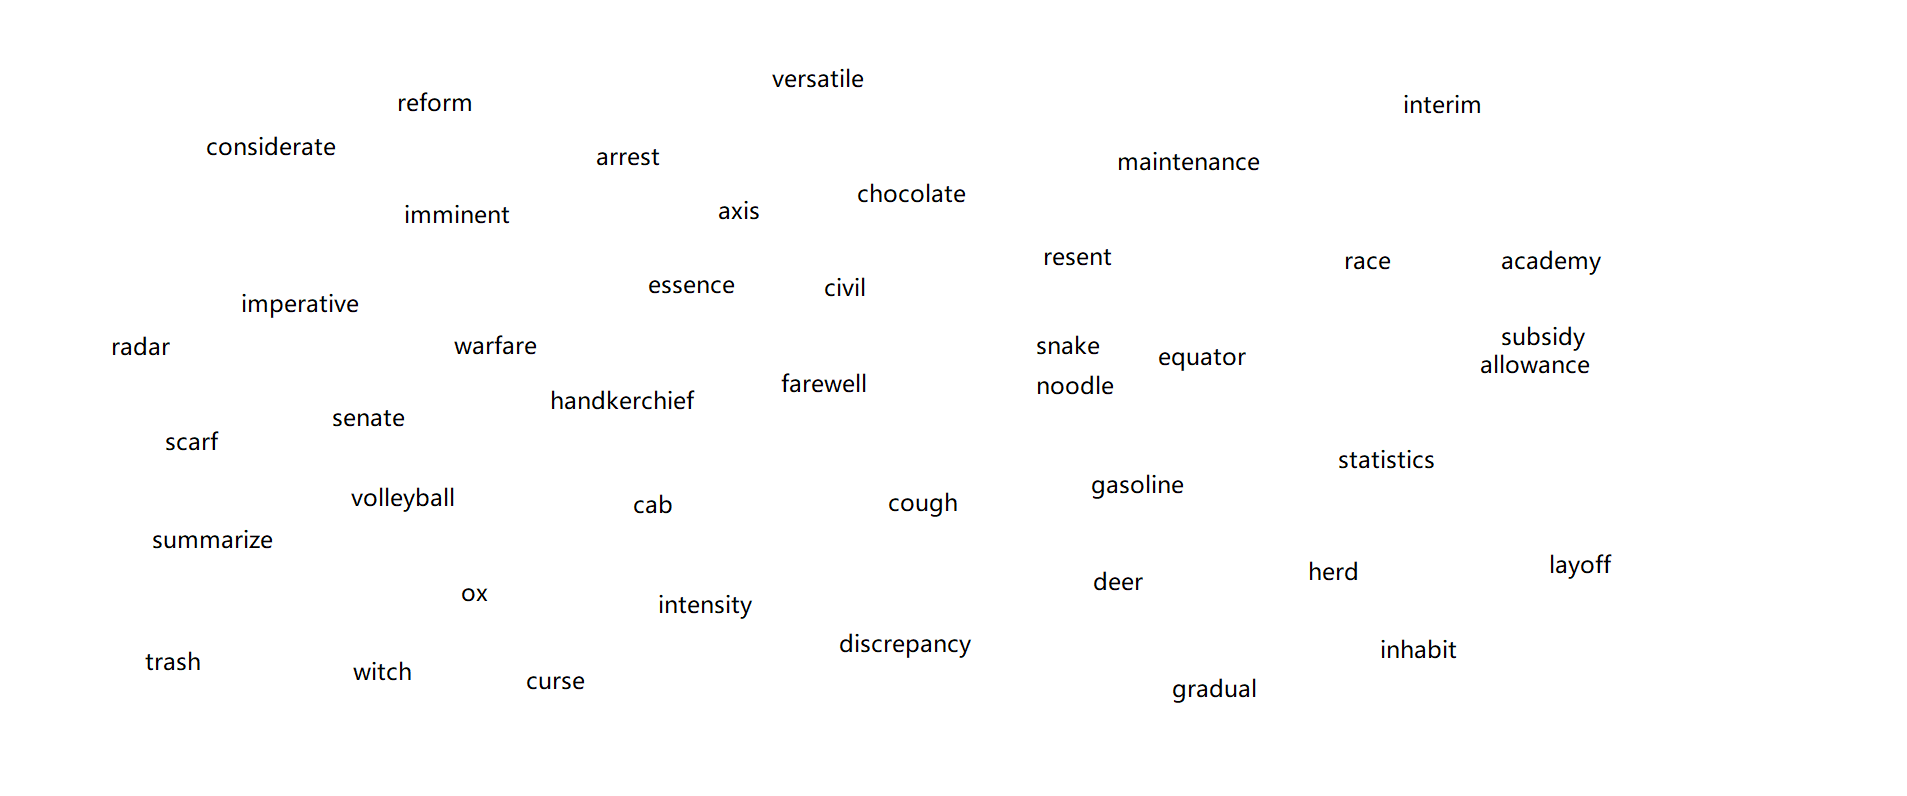 versatile
reform
interim
considerate
arrest
maintenance
chocolate
imminent
axis
resent
race
academy
essence
civil
imperative
radar
warfare
snake
equator
subsidy
allowance
farewell
noodle
handkerchief
senate
scarf
statistics
gasoline
volleyball
cab
cough
summarize
layoff
herd
deer
ox
intensity
discrepancy
inhabit
trash
witch
curse
gradual